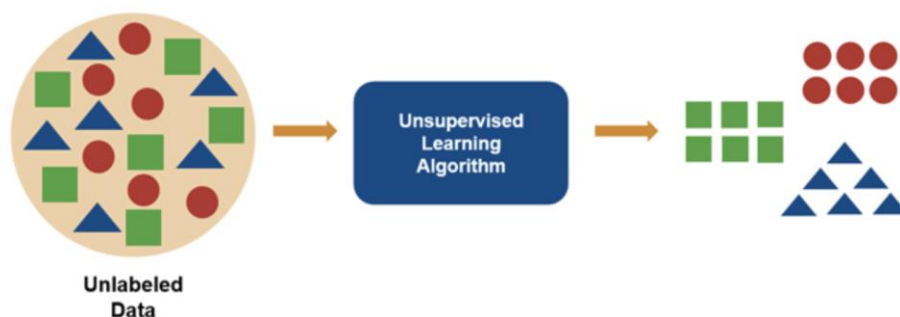 Unsupervised
Learning
Algorithm
Unlabeled
Data